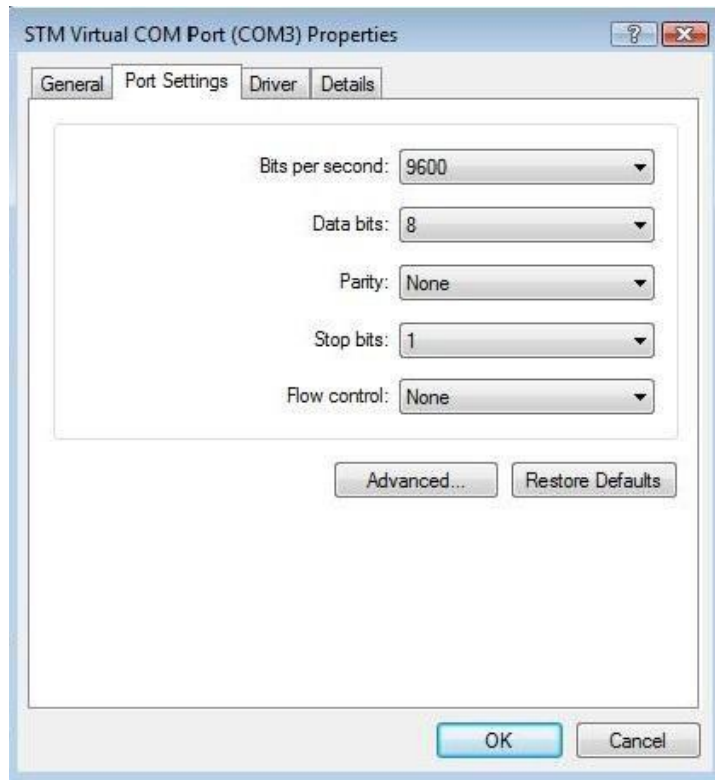 STM Virtual COM Port (COM3) Properties
General Port Settings Driver Details
Bits per second: 9600
Data bits: 8
Parity: None
Stop bits: 1
Flow control: None
Advanced... Restore Defaults
OK Cancel